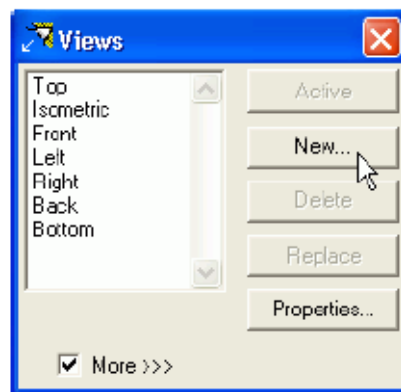 Views
Top
Isometric
Front
Left
Right
Back
Bottom
Active
New...
Delete
Replace
Properties...
More >>>